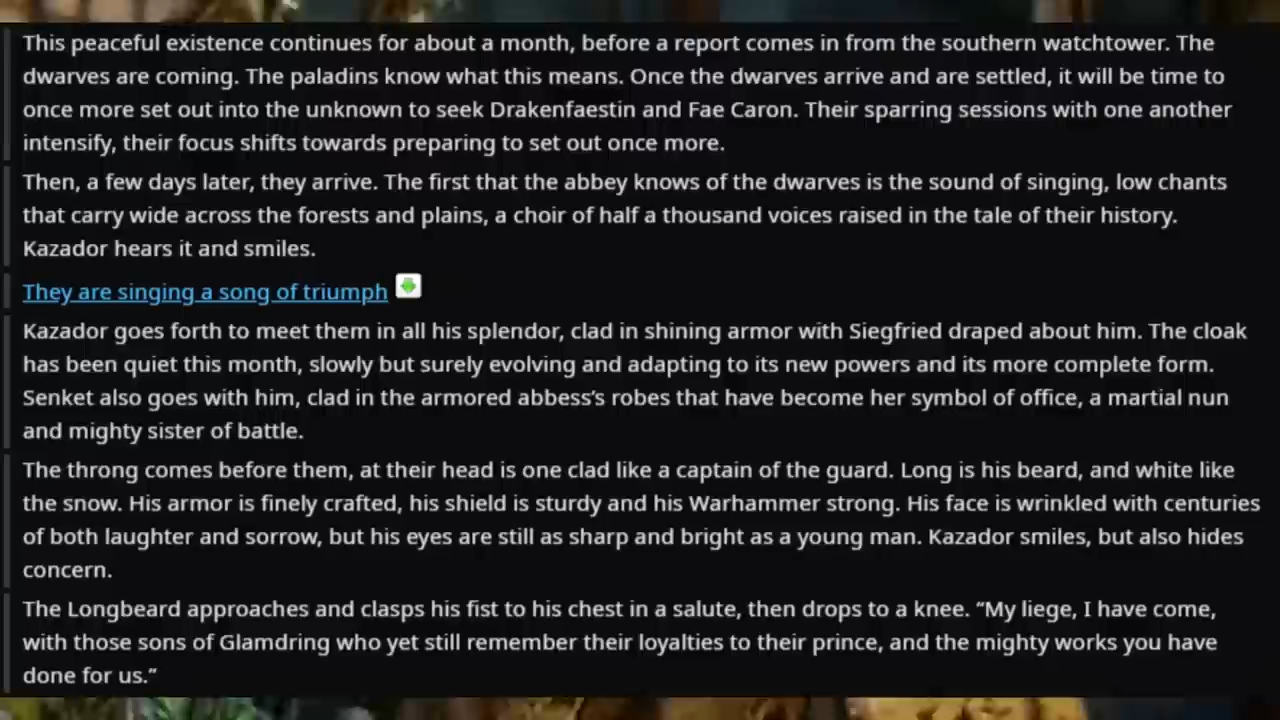 This peaceful existence continues for about a month, before a report comes in from the southern watchtower. The
dwarves are coming. The paladins know what this means. Once the dwarves arrive and are settled, it will be time to
once more set out into the unknown to seek Drakenfaestin and Fae Caron. Their sparring sessions with one another
intensify, their focus shifts towards preparing to set out once more.
Then, a few days later, they arrive. The first that the abbey knows of the dwarves is the sound of singing, low chants
that carry wide across the forests and plains, a choir of half a thousand voices raised in the tale of their history.
Kazador hears it and smiles.
They are singing a song of triumph
Kazador goes forth to meet them in all his splendor, clad in shining armor with Siegfried draped about him. The cloak
has been quiet this month, slowly but surely evolving and adapting to its new powers and its more complete form.
Senket also goes with him, clad in the armored abbess’s robes that have become her symbol of office, a martial nun
and mighty sister of battle.
The throng comes before them, at their head is one clad like a captain of the guard. Long is his beard, and white like
the snow. His armor is finely crafted, his shield is sturdy and his Warhammer strong. His face is wrinkled with centuries
of both laughter and sorrow, but his eyes are still as sharp and bright as a young man. Kazador smiles, but also hides
concern.
The Longbeard approaches and clasps his fist to his chest in a salute, then drops to a knee. “My liege, I have come,
with those sons of Glamdring who yet still remember their loyalties to their prince, and the mighty works you have
done for us.”